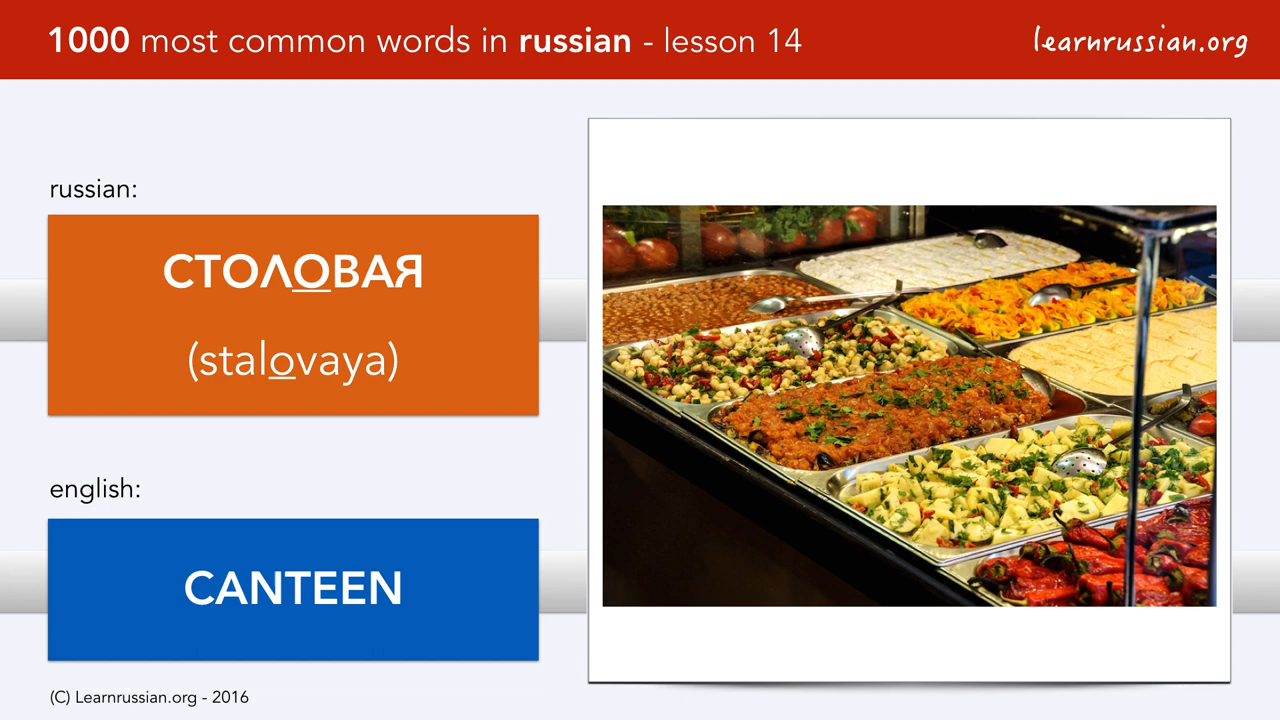 1000 most common words in russian - lesson 14
learnrussian.org
russian:
СТОЛОВАЯ
(stalovaya)
english:
CANTEEN
(C) Learnrussian.org - 2016